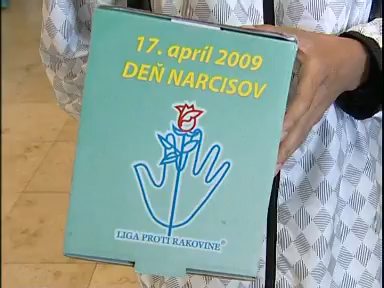 17. apríl 2009
DEŇ NARCISOV
LIGA PROTI RAKOVINE®